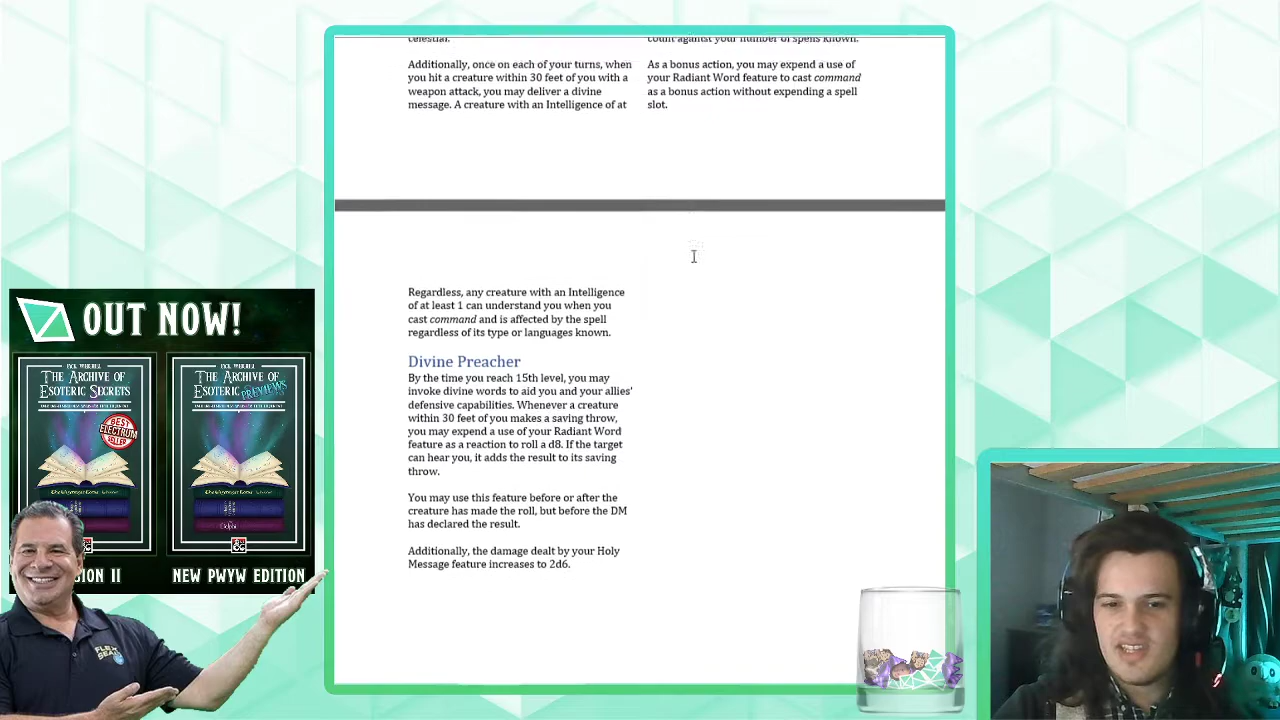 celestial.
Additionally, once on each of your turns, when
you hit a creature within 30 feet of you with a
weapon attack, you may deliver a divine
message. A creature with an Intelligence of at
count against your number of spells known.
As a bonus action, you may expend a use of
your Radiant Word feature to cast command
as a bonus action without expending a spell
slot.
Regardless, any creature with an Intelligence
of at least 1 can understand you when you
cast command and is affected by the spell
regardless of its type or languages known.
Divine Preacher
By the time you reach 15th level, you may
invoke divine words to aid you and your allies'
defensive capabilities. Whenever a creature
within 30 feet of you makes a saving throw,
you may expend a use of your Radiant Word
feature as a reaction to roll a d8. If the target
can hear you, it adds the result to its saving
throw.
You may use this feature before or after the
creature has made the roll, but before the DM
has declared the result.
Additionally, the damage dealt by your Holy
Message feature increases to 2d6.
OUT NOW!
THE ARCHIVE OF
ESOTERIC SECRETS
BEST
ELECTRUM
SELLER
THE ARCHIVE OF
ESOTERIC PREVIEWS
ION II
NEW PWYW EDITION
FLEX
SEAL